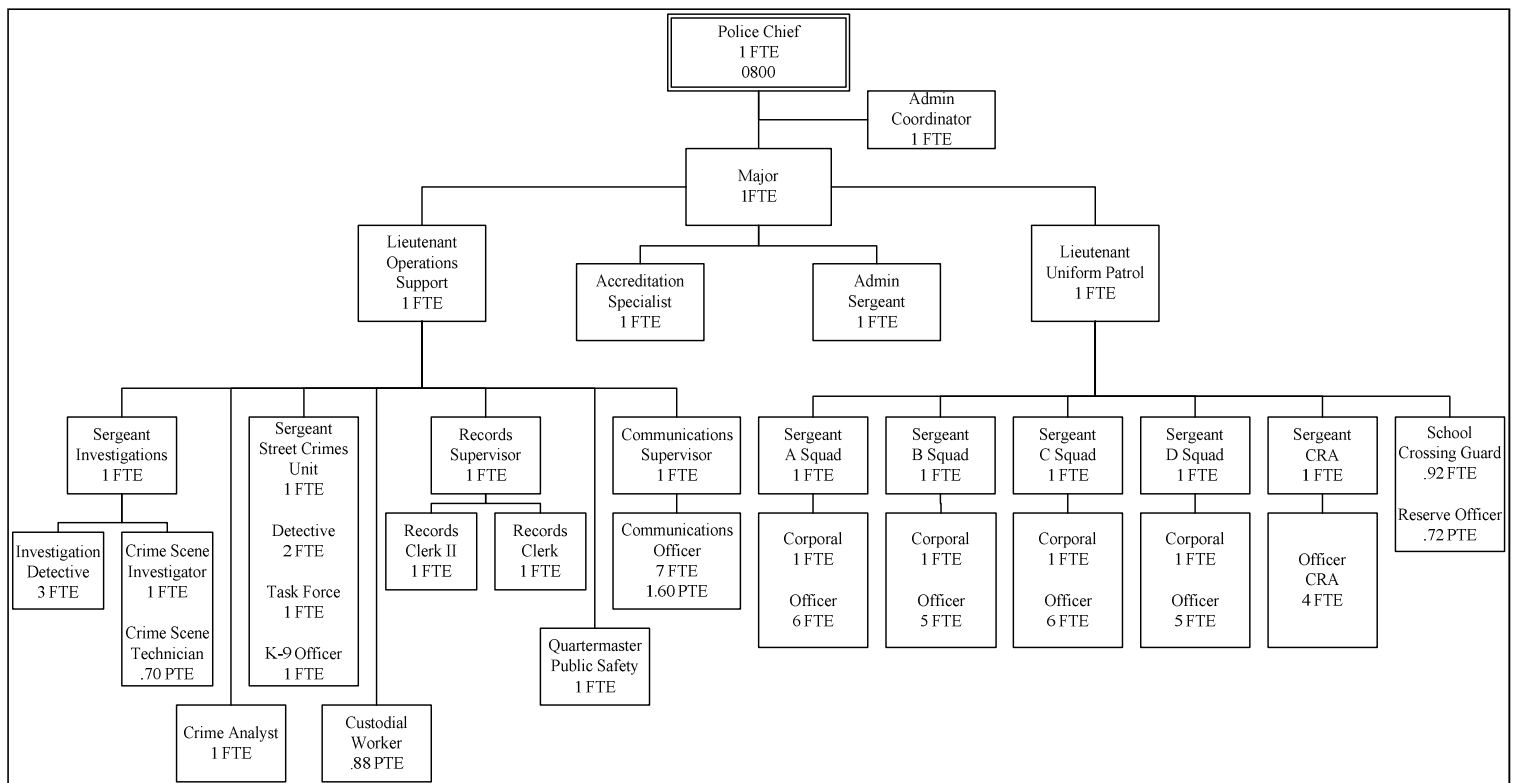 Police Chief
1 FTE
0800
Admin
Coordinator
1 FTE
Major
1FTE
Lieutenant
Operations
Support
1 FTE
Accreditation
Specialist
1 FTE
Admin
Sergeant
1 FTE
Lieutenant
Uniform Patrol
1 FTE
Sergeant
Investigations
1 FTE
Investigation
Detective
3 FTE
Crime Scene
Investigator
1 FTE
Crime Scene
Technician
.70 PTE
Crime Analyst
1 FTE
Sergeant
Street Crimes
Unit
1 FTE
Detective
2 FTE
Task Force
1 FTE
K-9 Officer
1 FTE
Custodial
Worker
.88 PTE
Records
Supervisor
1 FTE
Records
Clerk II
1 FTE
Records
Clerk
1 FTE
Quartermaster
Public Safety
1 FTE
Communications
Supervisor
1 FTE
Communications
Officer
7 FTE
1.60 PTE
Sergeant
A Squad
1 FTE
Corporal
1 FTE
Officer
6 FTE
Sergeant
B Squad
1 FTE
Corporal
1 FTE
Officer
5 FTE
Sergeant
C Squad
1 FTE
Corporal
1 FTE
Officer
6 FTE
Sergeant
D Squad
1 FTE
Corporal
1 FTE
Officer
5 FTE
Sergeant
CRA
1 FTE
Officer
CRA
4 FTE
School
Crossing Guard
.92 FTE
Reserve Officer
.72 PTE